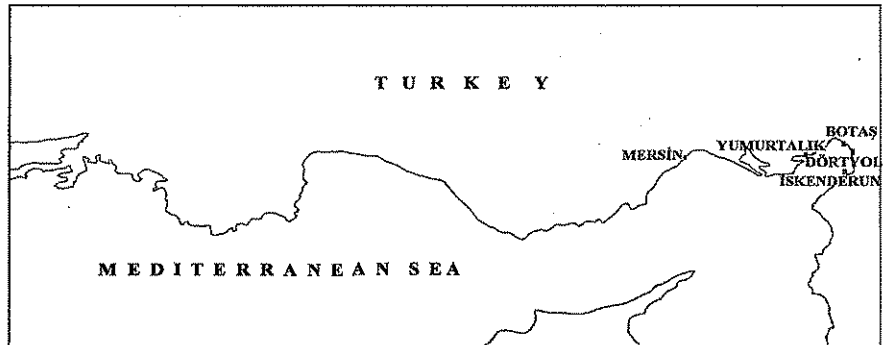 TURKEY
BOTAŞ
YUMURTALIK
MERSİN
DÖRTYOL
İSKENDERUN
MEDITERRANEAN SEA